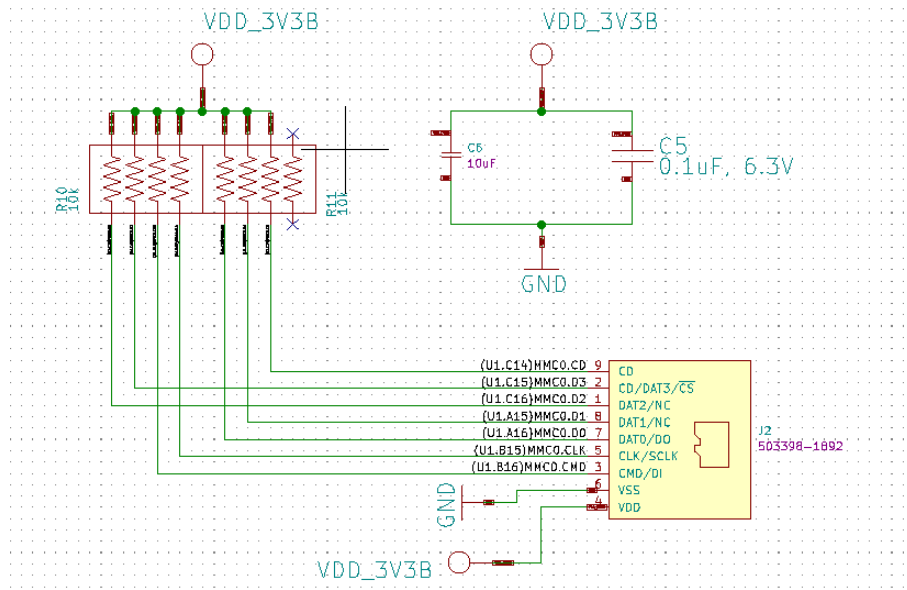 VDD_3V3B
VDD_3V3B
C6
10uF
C5
0.1uF, 6.3V
R10
10k
R11
10k
GND
(U1.C14)MMC0.CD 9 CD
(U1.C15)MMC0.D3 2 CD/DAT3/CS
(U1.C16)MMC0.D2 1 DAT2/NC
(U1.A15)MMC0.D1 8 DAT1/NC
(U1.A16)MMC0.D0 7 DAT0/DO
(U1.B15)MMC0.CLK 5 CLK/SCLK
(U1.B16)MMC0.CMD 3 CMD/DI
6 VSS
4 VDD
J2
503398-1892
GND
VDD_3V3B